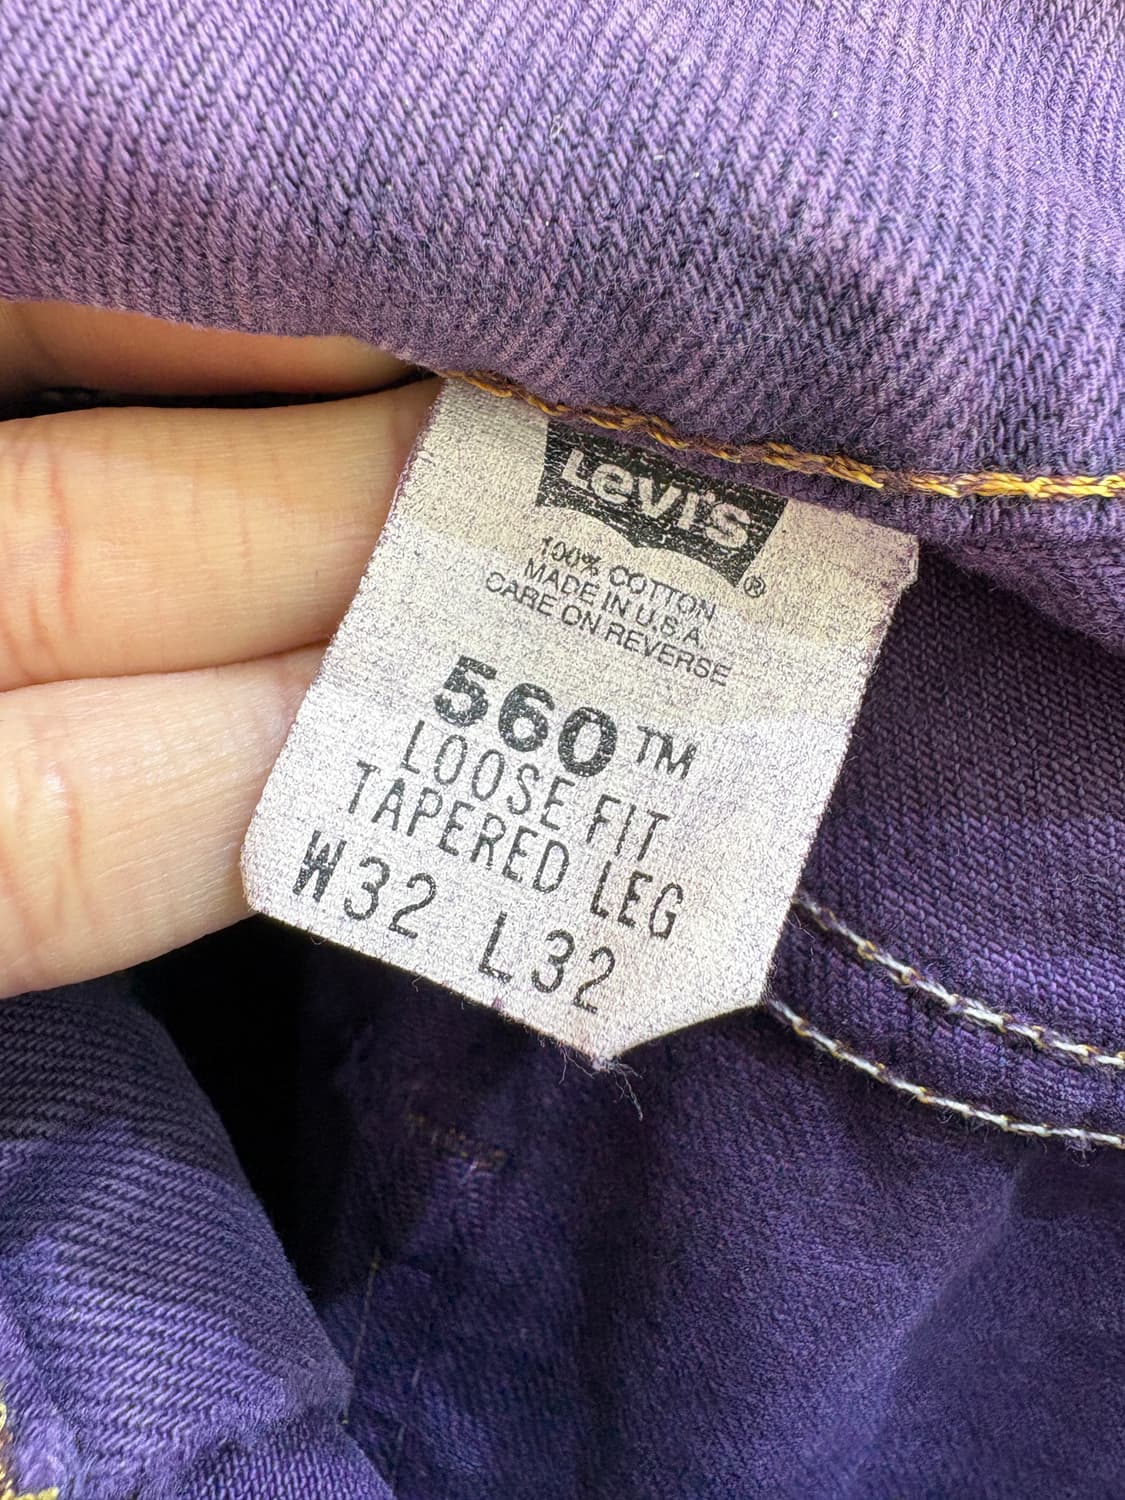 Levi's®
100% COTTON
MADE IN U.S.A.
CARE ON REVERSE
560™
LOOSE FIT
TAPERED LEG
W32 L32